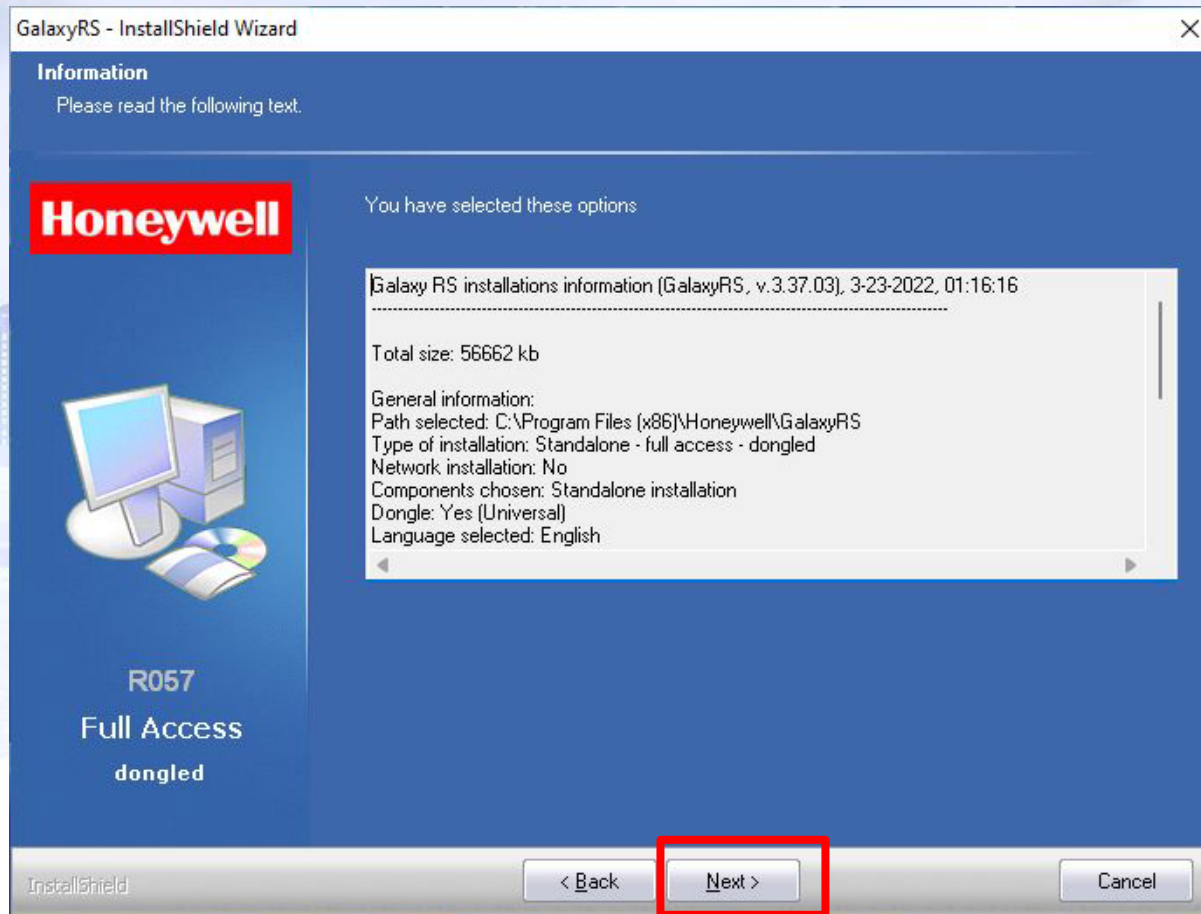 GalaxyRS - InstallShield Wizard
Information
Please read the following text.
Honeywell
You have selected these options
Galaxy RS installations information (GalaxyRS, v.3.37.03), 3-23-2022, 01:16:16
--------------------------------------------------------------------------------
Total size: 56662 kb
General information:
Path selected: C:\Program Files (x86)\Honeywell\GalaxyRS
Type of installation: Standalone - full access - dongled
Network installation: No
Components chosen: Standalone installation
Dongle: Yes (Universal)
Language selected: English
R057
Full Access
dongled
InstallShield
< Back
Next >
Cancel